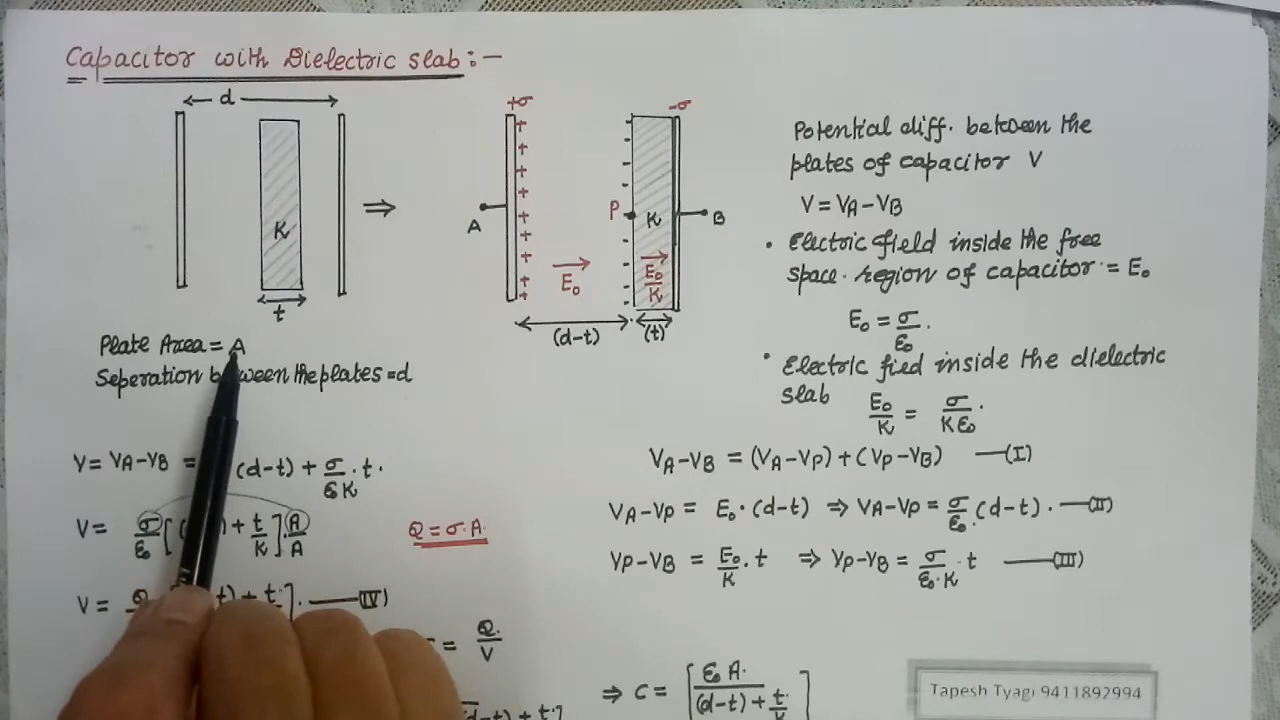 Capacitor with Dielectric slab:-
d
K
t
Plate Area = A
Seperation between the plates = d
+σ
-σ
A
P
K
B
E₀
E₀/K
(d-t)
(t)
Potential diff. between the
plates of capacitor V
V = VA - VB
• Electric field inside the free
space region of capacitor = E₀
E₀ = σ/ε₀.
• Electric fied inside the dielectric
slab E₀/K = σ/Kε₀.
V = VA - VB = (d-t) + σ/ε₀K · t.
V = σ/ε₀ [ ) + t/K ] · A/A
Q = σ.A.
V = Q t) + t ]. —(IV)
= Q/V
VA - VB = (VA - VP) + (VP - VB) —(I)
VA - VP = E₀ · (d-t) ⇒ VA - VP = σ/ε₀ (d-t). —(II)
VP - VB = E₀/K · t ⇒ VP - VB = σ/ε₀·K · t —(III)
⇒ C = [ ε₀A / (d-t) + t/K ]
d-t) + t ]
Tapesh Tyagi 9411892994